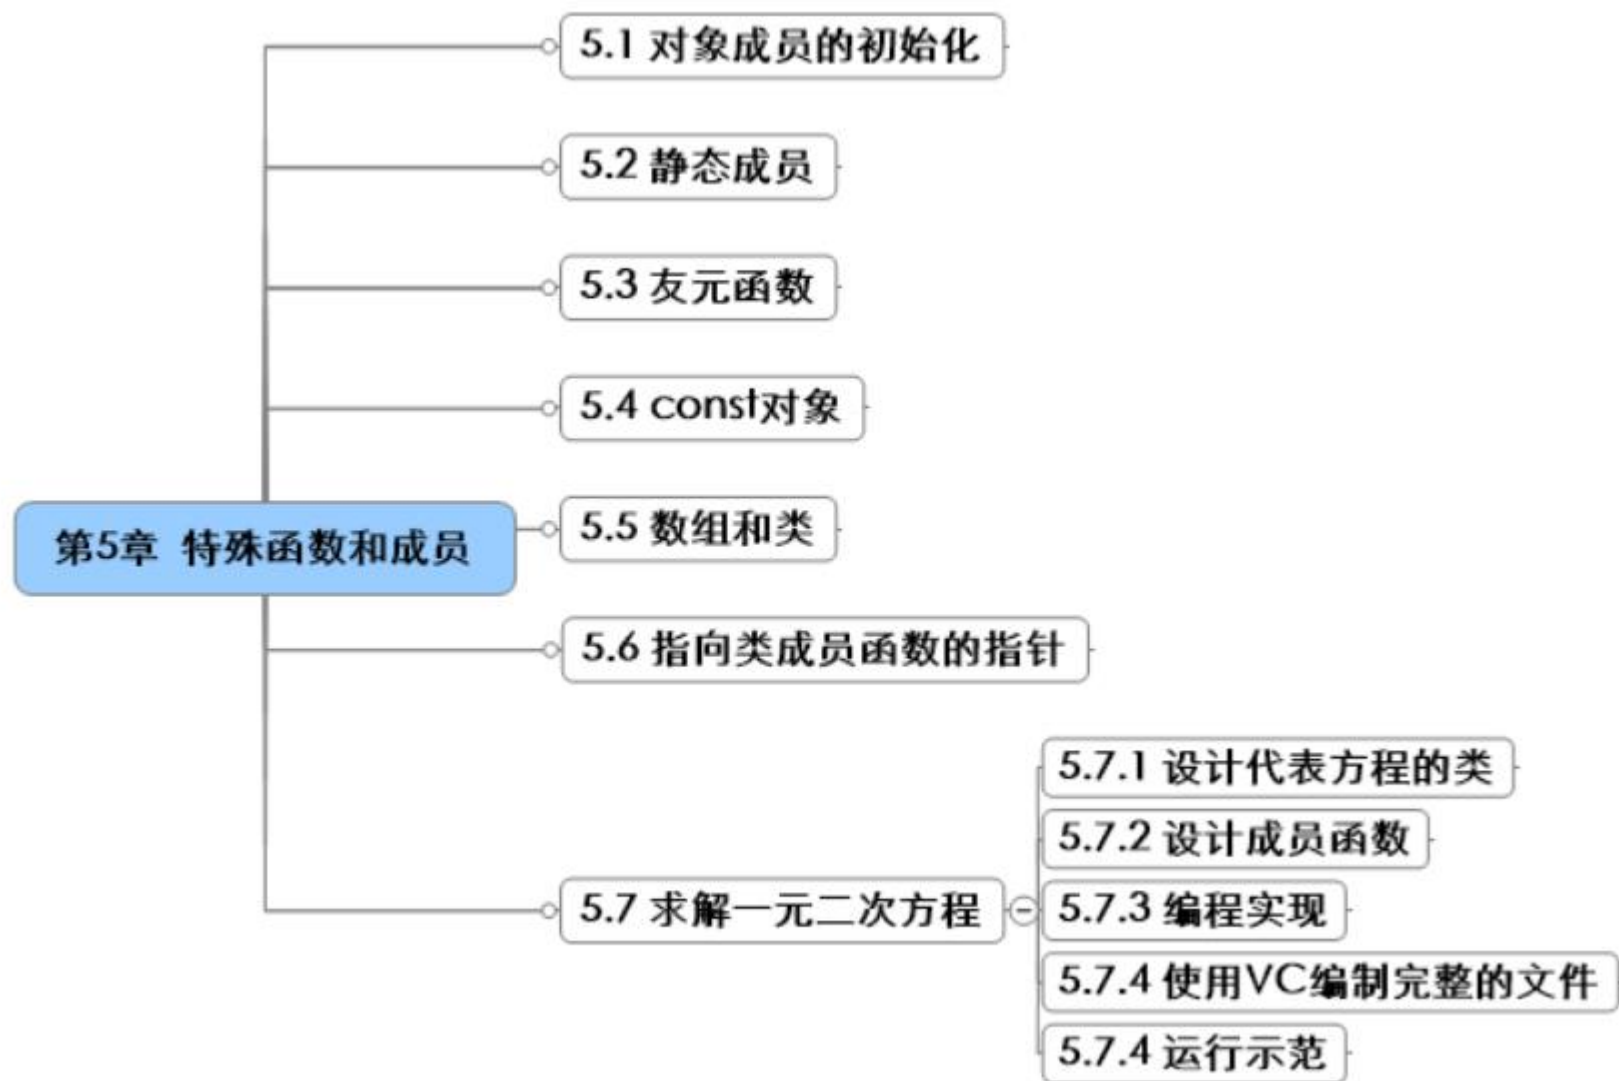 5.1 对象成员的初始化
5.2 静态成员
5.3 友元函数
5.4 const对象
第5章 特殊函数和成员
5.5 数组和类
5.6 指向类成员函数的指针
5.7 求解一元二次方程
5.7.1 设计代表方程的类
5.7.2 设计成员函数
5.7.3 编程实现
5.7.4 使用VC编制完整的文件
5.7.4 运行示范